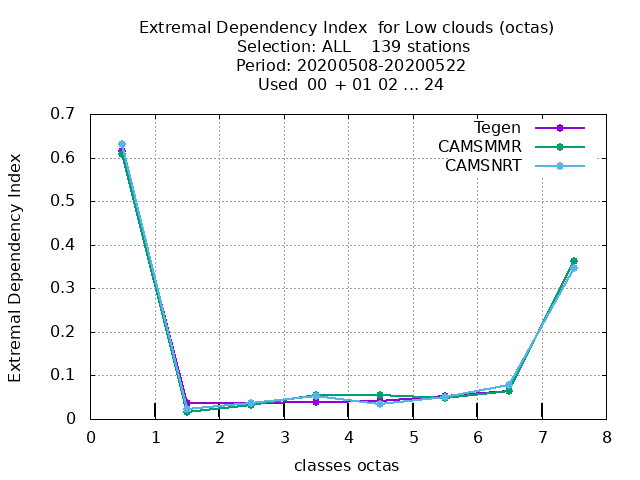 Extremal Dependency Index  for Low clouds (octas)
Selection: ALL    139 stations
Period: 20200508-20200522
Used  00  + 01 02 ... 24
Tegen
CAMSMMR
CAMSNRT
Extremal Dependency Index
0.7
0.6
0.5
0.4
0.3
0.2
0.1
0
0 1 2 3 4 5 6 7 8
classes octas